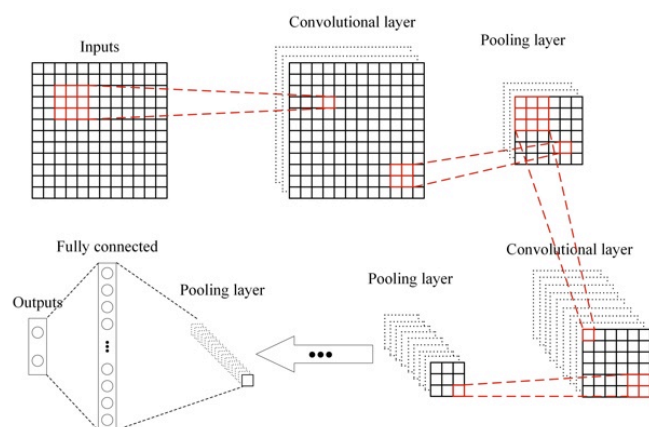 Inputs
Convolutional layer
Pooling layer
Convolutional layer
Pooling layer
Pooling layer
Fully connected
Outputs